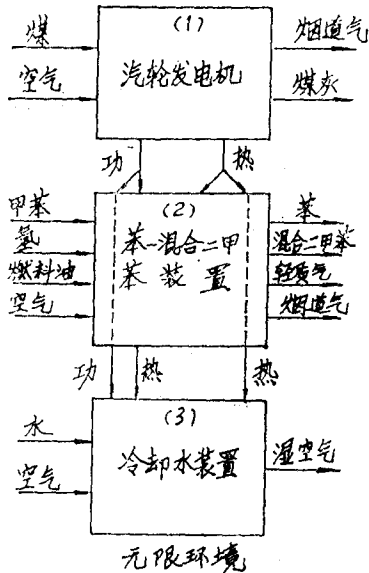 (1)
煤
烟道气
汽轮发电机
空气
煤灰
功
热
(2)
甲苯
苯
氢
苯-混合二甲
混合二甲苯
燃料油
苯装置
轻质气
空气
烟道气
功
热
热
(3)
水
冷却水装置
湿空气
空气
无限环境